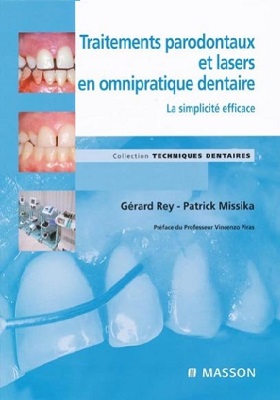 Traitements parodontaux
et lasers
en omnipratique dentaire
La simplicité efficace
Collection TECHNIQUES DENTAIRES
Gérard Rey - Patrick Missika
Préface du Professeur Vincenzo Piras
MASSON